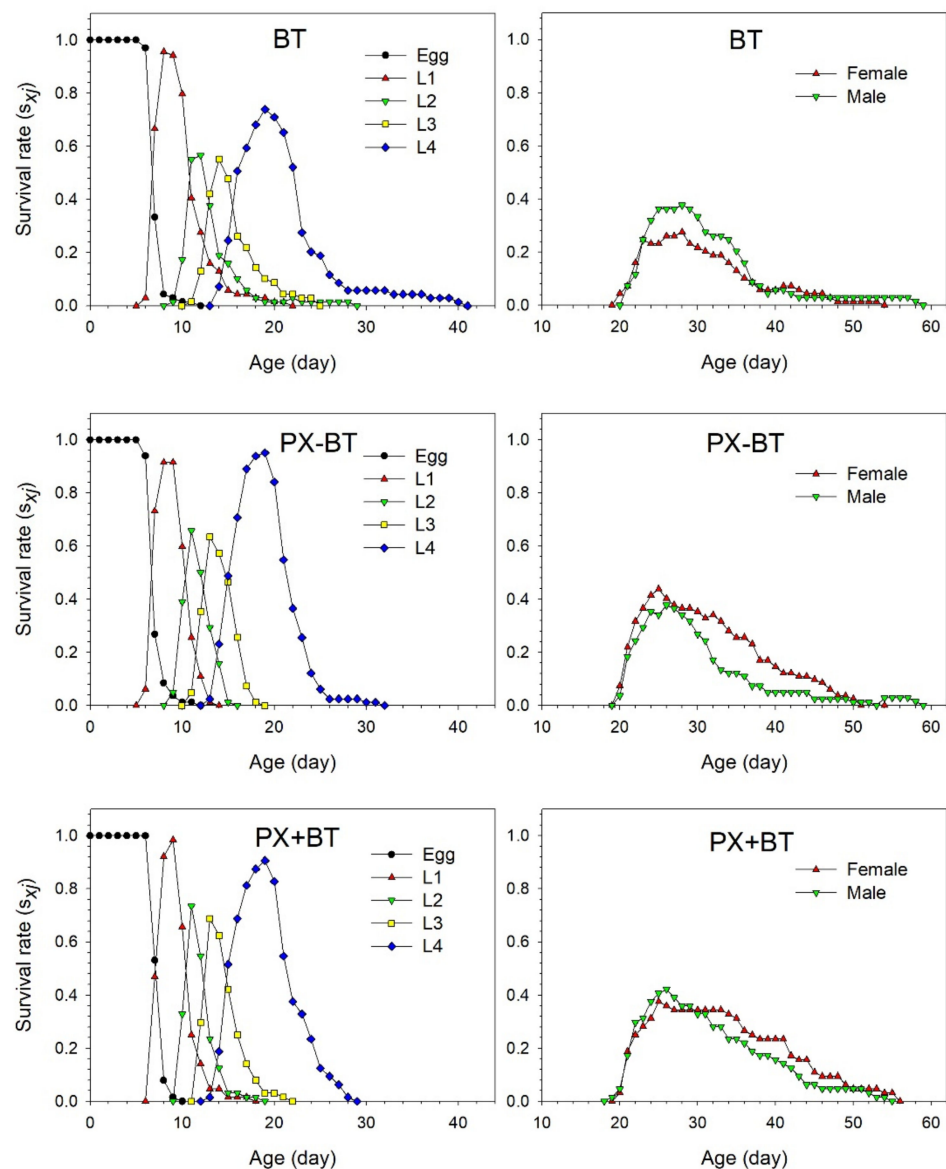 BT
Survival rate (sxj)
1.0
0.8
0.6
0.4
0.2
0.0
Egg
L1
L2
L3
L4
0 10 20 30 40
Age (day)
BT
1.0
0.8
0.6
0.4
0.2
0.0
Female
Male
10 20 30 40 50 60
Age (day)
PX-BT
Survival rate (sxj)
1.0
0.8
0.6
0.4
0.2
0.0
Egg
L1
L2
L3
L4
0 10 20 30 40
Age (day)
PX-BT
1.0
0.8
0.6
0.4
0.2
0.0
Female
Male
10 20 30 40 50 60
Age (day)
PX+BT
Survival rate (sxj)
1.0
0.8
0.6
0.4
0.2
0.0
Egg
L1
L2
L3
L4
0 10 20 30 40
Age (day)
PX+BT
1.0
0.8
0.6
0.4
0.2
0.0
Female
Male
10 20 30 40 50 60
Age (day)